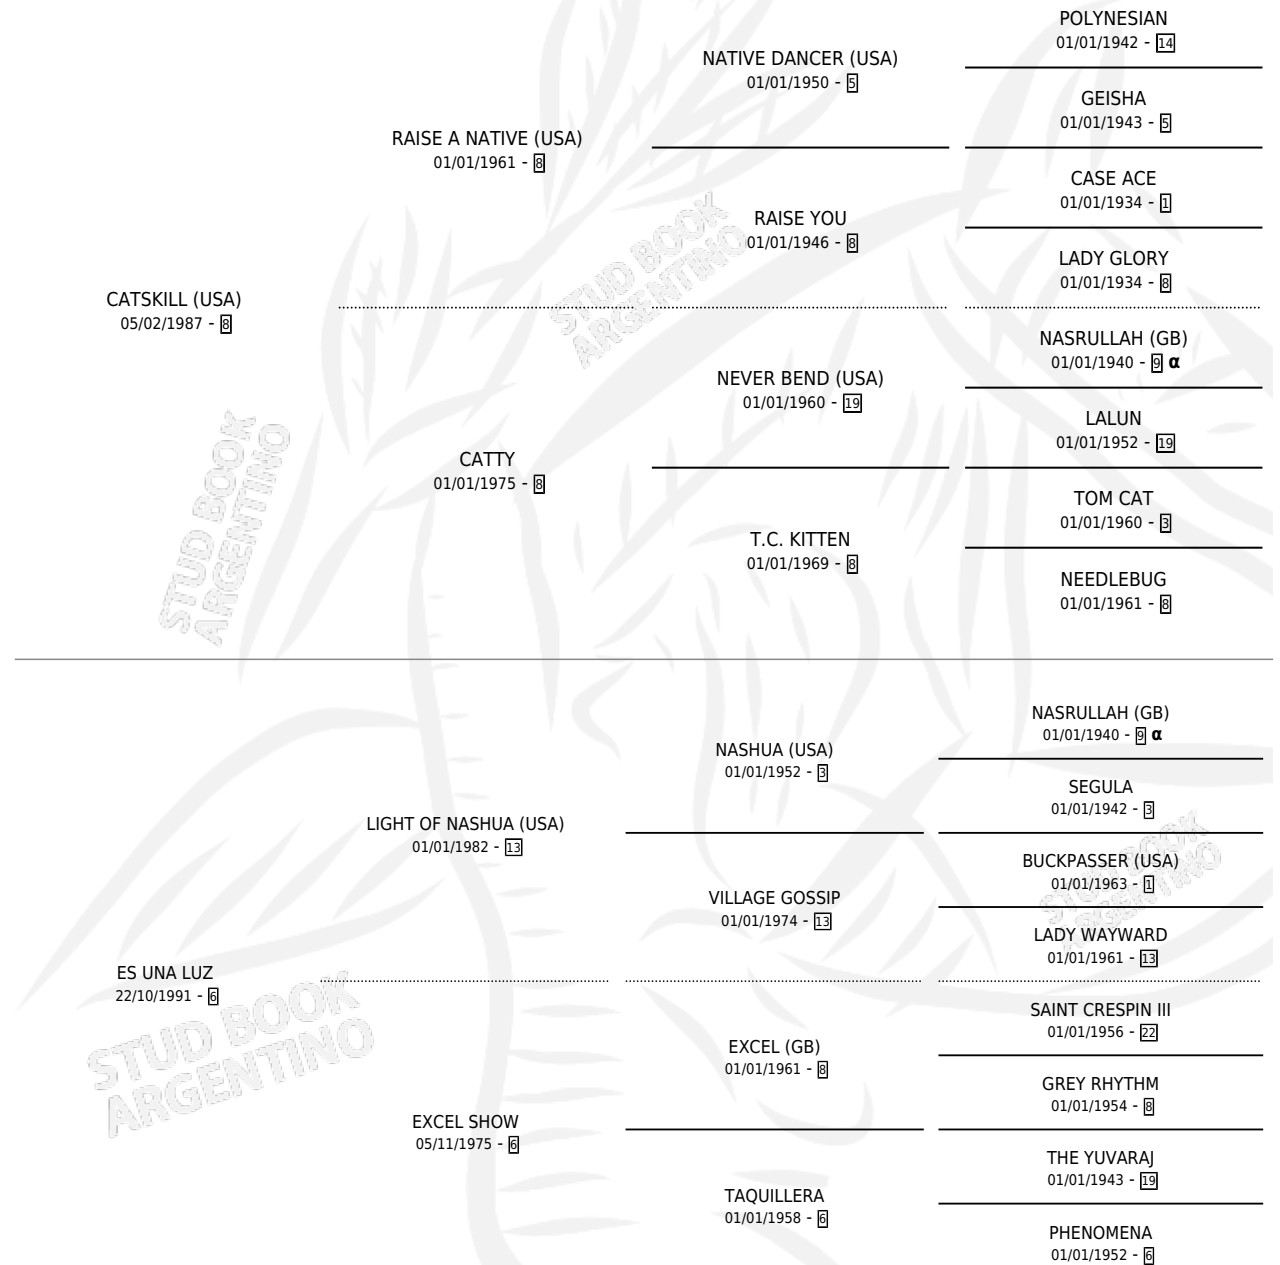 POLYNESIAN
01/01/1942 - 14
NATIVE DANCER (USA)
01/01/1950 - 5
GEISHA
01/01/1943 - 5
RAISE A NATIVE (USA)
01/01/1961 - 8
CASE ACE
01/01/1934 - 1
RAISE YOU
01/01/1946 - 8
LADY GLORY
01/01/1934 - 8
CATSKILL (USA)
05/02/1987 - 8
NASRULLAH (GB)
01/01/1940 - 9 α
NEVER BEND (USA)
01/01/1960 - 19
LALUN
01/01/1952 - 19
CATTY
01/01/1975 - 8
TOM CAT
01/01/1960 - 3
T.C. KITTEN
01/01/1969 - 8
NEEDLEBUG
01/01/1961 - 8
NASRULLAH (GB)
01/01/1940 - 9 α
NASHUA (USA)
01/01/1952 - 3
SEGULA
01/01/1942 - 3
LIGHT OF NASHUA (USA)
01/01/1982 - 13
BUCKPASSER (USA)
01/01/1963 - 1
VILLAGE GOSSIP
01/01/1974 - 13
LADY WAYWARD
01/01/1961 - 13
ES UNA LUZ
22/10/1991 - 6
SAINT CRESPIN III
01/01/1956 - 22
EXCEL (GB)
01/01/1961 - 8
GREY RHYTHM
01/01/1954 - 8
EXCEL SHOW
05/11/1975 - 6
THE YUVARAJ
01/01/1943 - 19
TAQUILLERA
01/01/1958 - 6
PHENOMENA
01/01/1952 - 6
STUD BOOK
ARGENTINO
STUD BOOK
ARGENTINO
STUD BOOK
ARGENTINO
STUD BOOK
ARGENTINO